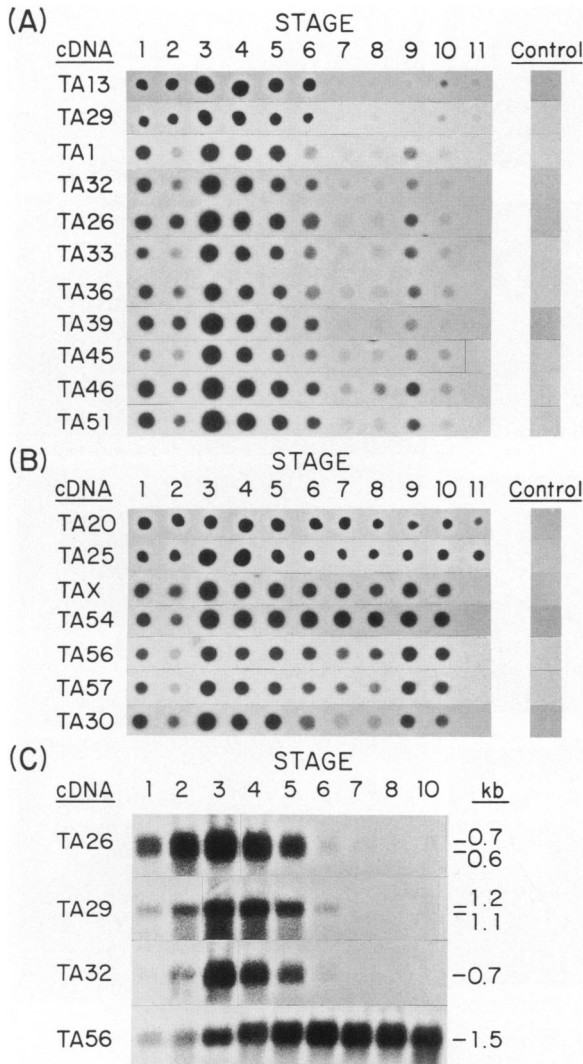 (A) STAGE
cDNA 1 2 3 4 5 6 7 8 9 10 11 Control
TA13
TA29
TA1
TA32
TA26
TA33
TA36
TA39
TA45
TA46
TA51
(B) STAGE
cDNA 1 2 3 4 5 6 7 8 9 10 11 Control
TA20
TA25
TAX
TA54
TA56
TA57
TA30
(C) STAGE
cDNA 1 2 3 4 5 6 7 8 10 kb
TA26 -0.7
-0.6
TA29 -1.2
-1.1
TA32 -0.7
TA56 -1.5